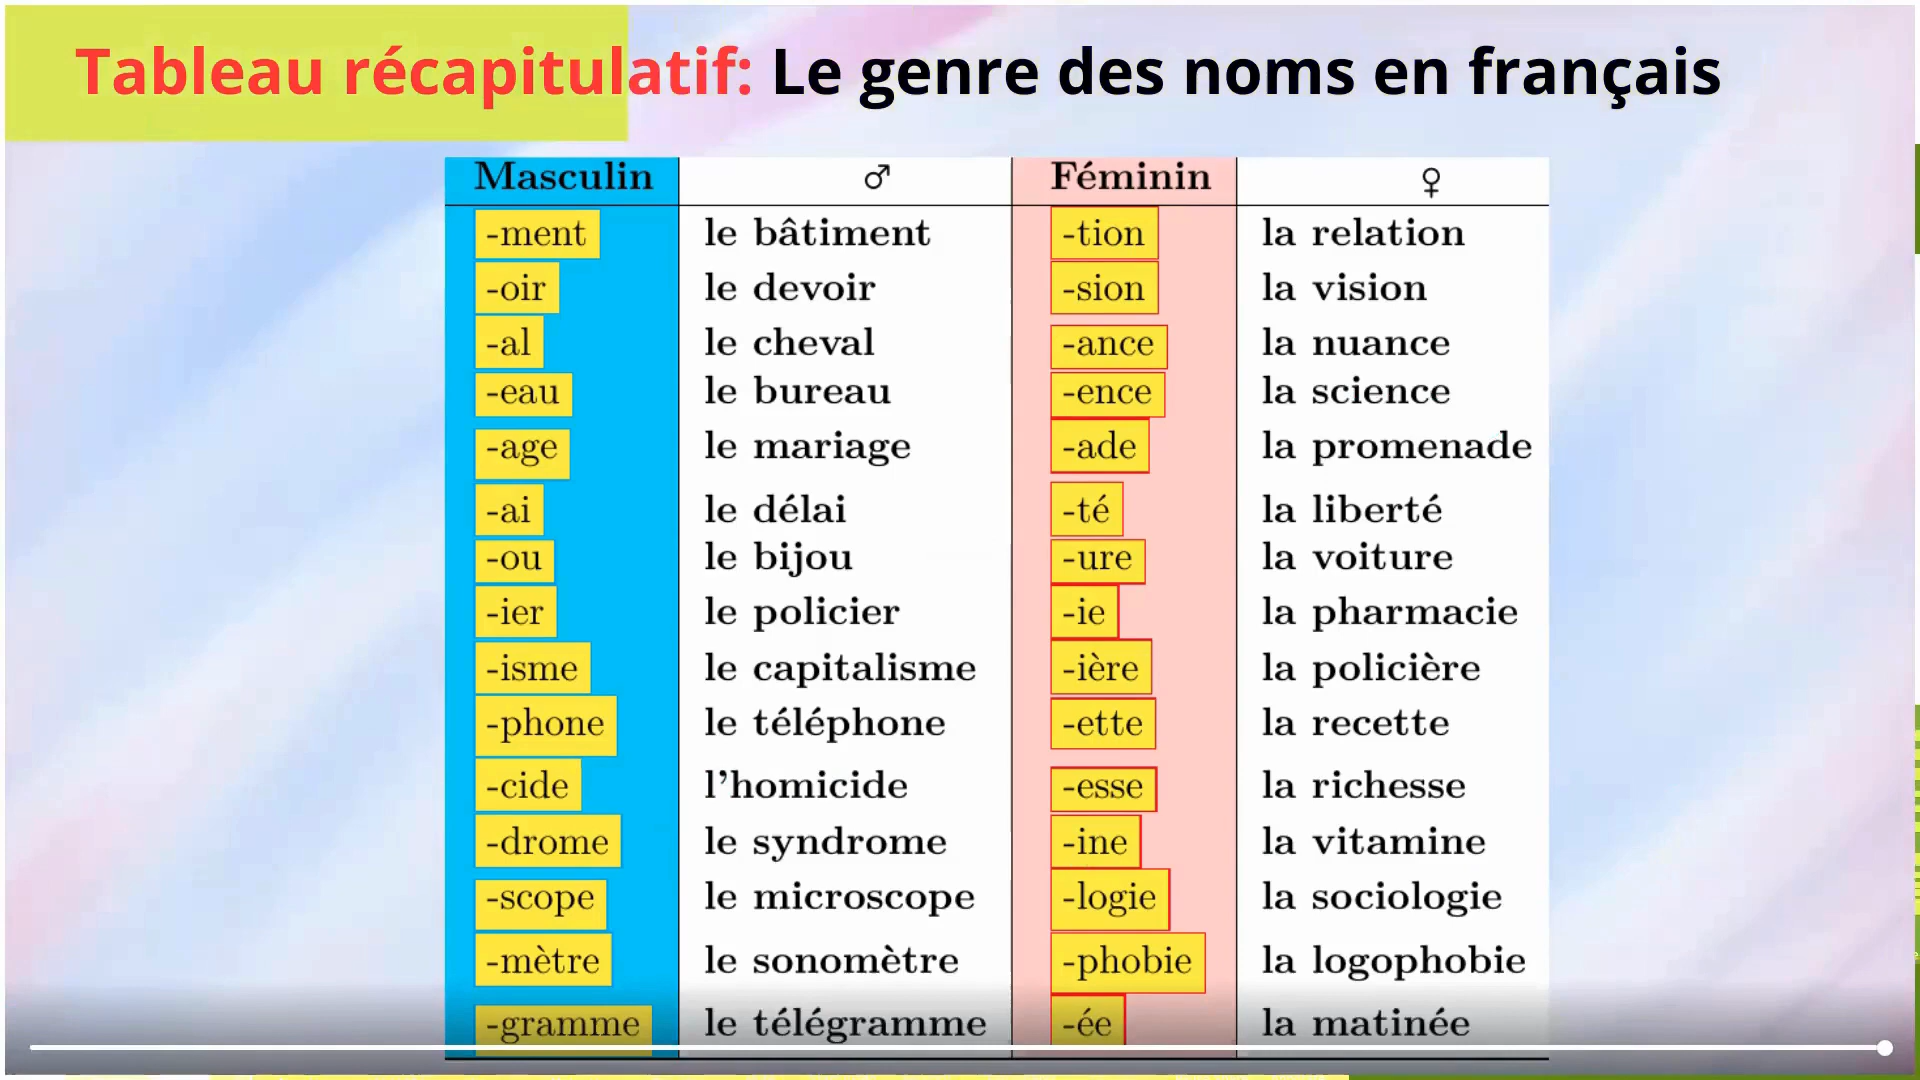 Tableau récapitulatif: Le genre des noms en français
Masculin ♂ Féminin ♀
-ment le bâtiment -tion la relation
-oir le devoir -sion la vision
-al le cheval -ance la nuance
-eau le bureau -ence la science
-age le mariage -ade la promenade
-ai le délai -té la liberté
-ou le bijou -ure la voiture
-ier le policier -ie la pharmacie
-isme le capitalisme -ière la policière
-phone le téléphone -ette la recette
-cide l’homicide -esse la richesse
-drome le syndrome -ine la vitamine
-scope le microscope -logie la sociologie
-mètre le sonomètre -phobie la logophobie
-gramme le télégramme -ée la matinée